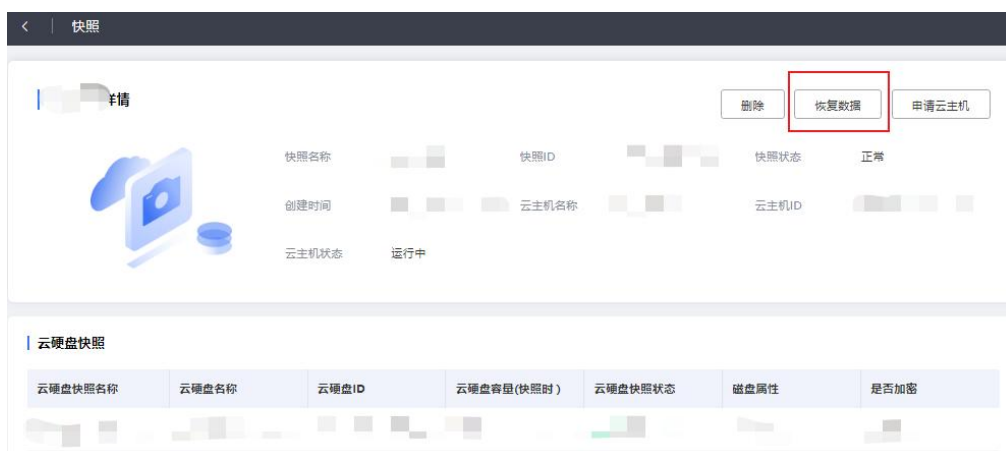 快照
详情
删除 恢复数据 申请云主机
快照名称 快照ID 快照状态 正常
创建时间 云主机名称 云主机ID
云主机状态 运行中
云硬盘快照
云硬盘快照名称 云硬盘名称 云硬盘ID 云硬盘容量(快照时) 云硬盘快照状态 磁盘属性 是否加密